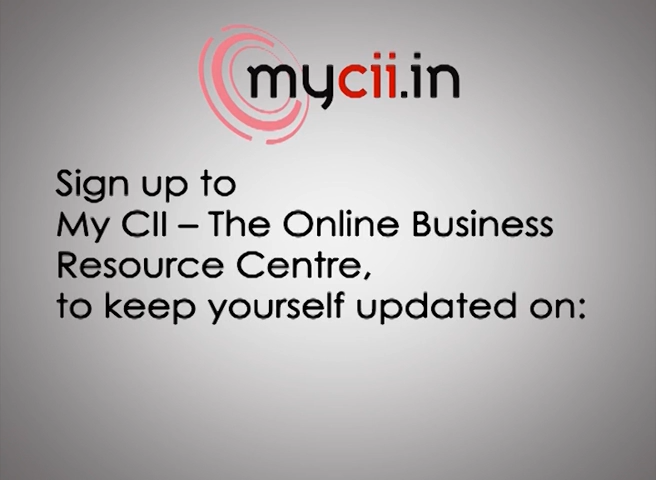 mycii.in
Sign up to
My CII – The Online Business
Resource Centre,
to keep yourself updated on: